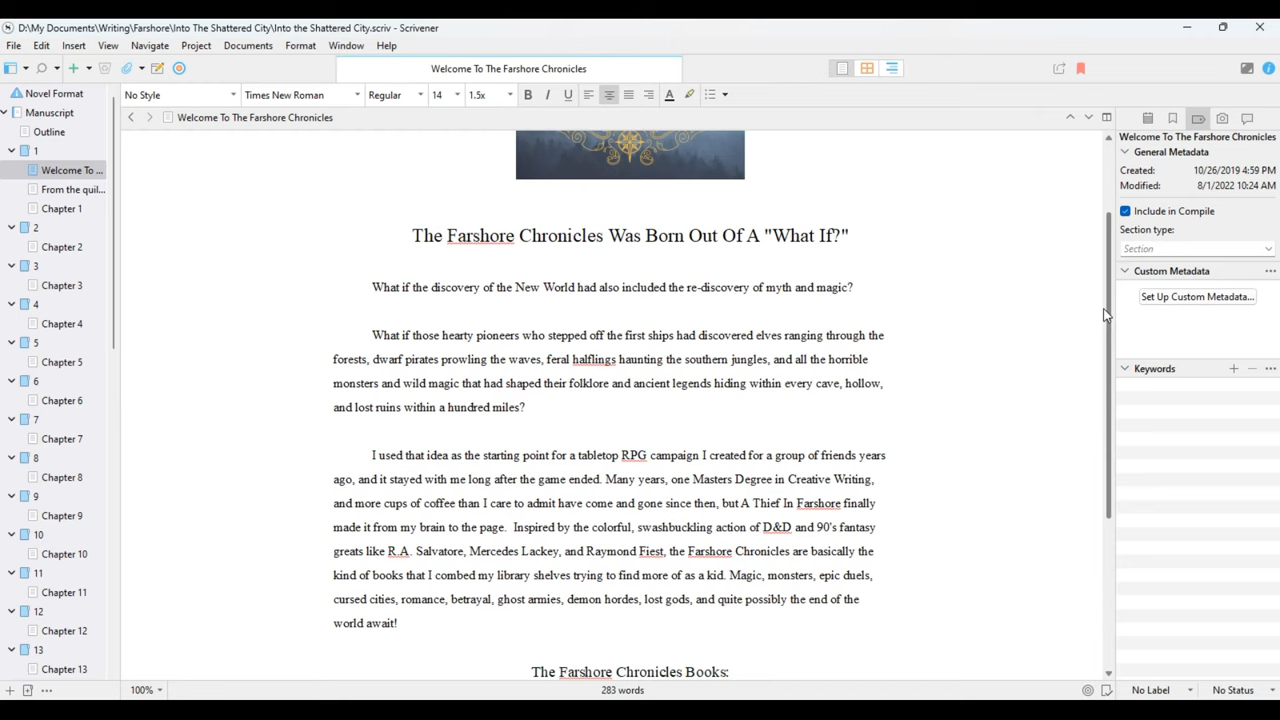 D:\My Documents\Writing\Farshore\Into The Shattered City\Into the Shattered City.scriv - Scrivener
File Edit Insert View Navigate Project Documents Format Window Help
Welcome To The Farshore Chronicles
Novel Format
No Style Times New Roman Regular 14 1.5x B I U A
Manuscript
Welcome To The Farshore Chronicles
Outline
1
Welcome To ...
From the quil...
Chapter 1
2
Chapter 2
3
Chapter 3
4
Chapter 4
5
Chapter 5
6
Chapter 6
7
Chapter 7
8
Chapter 8
9
Chapter 9
10
Chapter 10
11
Chapter 11
12
Chapter 12
13
Chapter 13
The Farshore Chronicles Was Born Out Of A "What If?"
What if the discovery of the New World had also included the re-discovery of myth and magic?
What if those hearty pioneers who stepped off the first ships had discovered elves ranging through the
forests, dwarf pirates prowling the waves, feral halflings haunting the southern jungles, and all the horrible
monsters and wild magic that had shaped their folklore and ancient legends hiding within every cave, hollow,
and lost ruins within a hundred miles?
I used that idea as the starting point for a tabletop RPG campaign I created for a group of friends years
ago, and it stayed with me long after the game ended. Many years, one Masters Degree in Creative Writing,
and more cups of coffee than I care to admit have come and gone since then, but A Thief In Farshore finally
made it from my brain to the page.  Inspired by the colorful, swashbuckling action of D&D and 90's fantasy
greats like R.A. Salvatore, Mercedes Lackey, and Raymond Fiest, the Farshore Chronicles are basically the
kind of books that I combed my library shelves trying to find more of as a kid. Magic, monsters, epic duels,
cursed cities, romance, betrayal, ghost armies, demon hordes, lost gods, and quite possibly the end of the
world await!
The Farshore Chronicles Books:
100%
283 words
Welcome To The Farshore Chronicles
General Metadata
Created: 10/26/2019 4:59 PM
Modified: 8/1/2022 10:24 AM
Include in Compile
Section type:
Section
Custom Metadata
Set Up Custom Metadata...
Keywords
No Label No Status